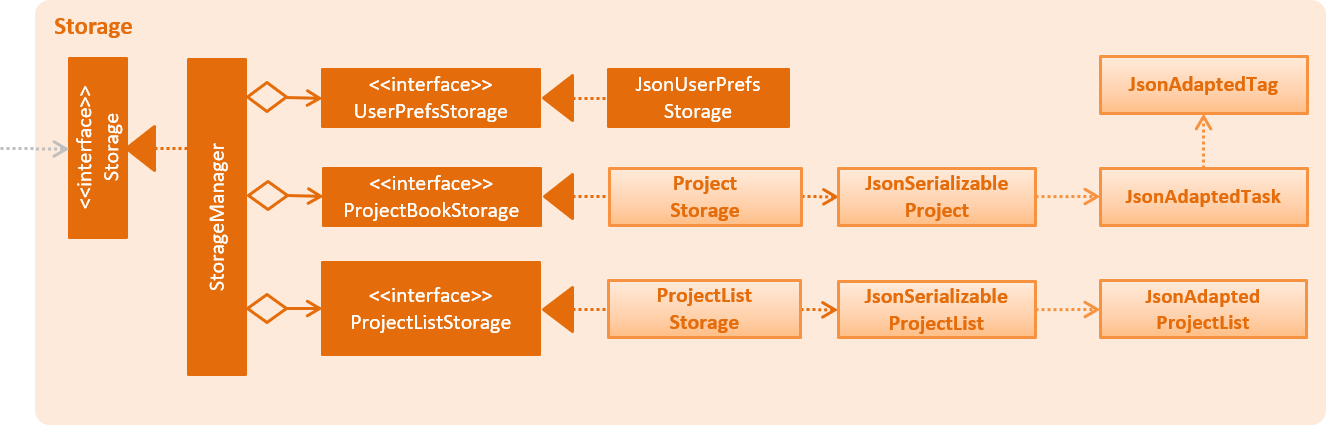 Storage
<<interface>>
Storage
StorageManager
<<interface>>
UserPrefsStorage
JsonUserPrefs
Storage
JsonAdaptedTag
<<interface>>
ProjectBookStorage
Project
Storage
JsonSerializable
Project
JsonAdaptedTask
<<interface>>
ProjectListStorage
ProjectList
Storage
JsonSerializable
ProjectList
JsonAdapted
ProjectList